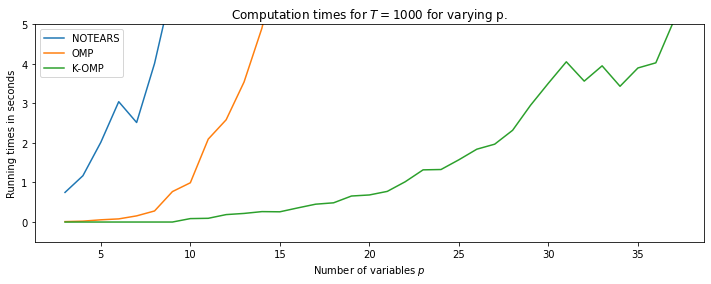 Computation times for T = 1000 for varying p.
NOTEARS
OMP
K-OMP
Running times in seconds
5
4
3
2
1
0
5
10
15
20
25
30
35
Number of variables p